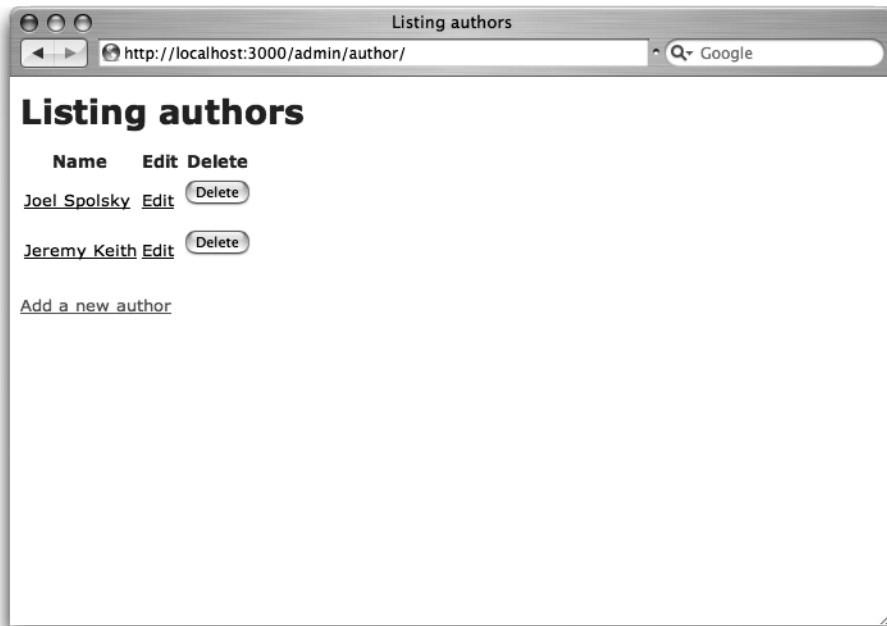 Listing authors
http://localhost:3000/admin/author/ Google
Listing authors
Name Edit Delete
Joel Spolsky Edit Delete
Jeremy Keith Edit Delete
Add a new author